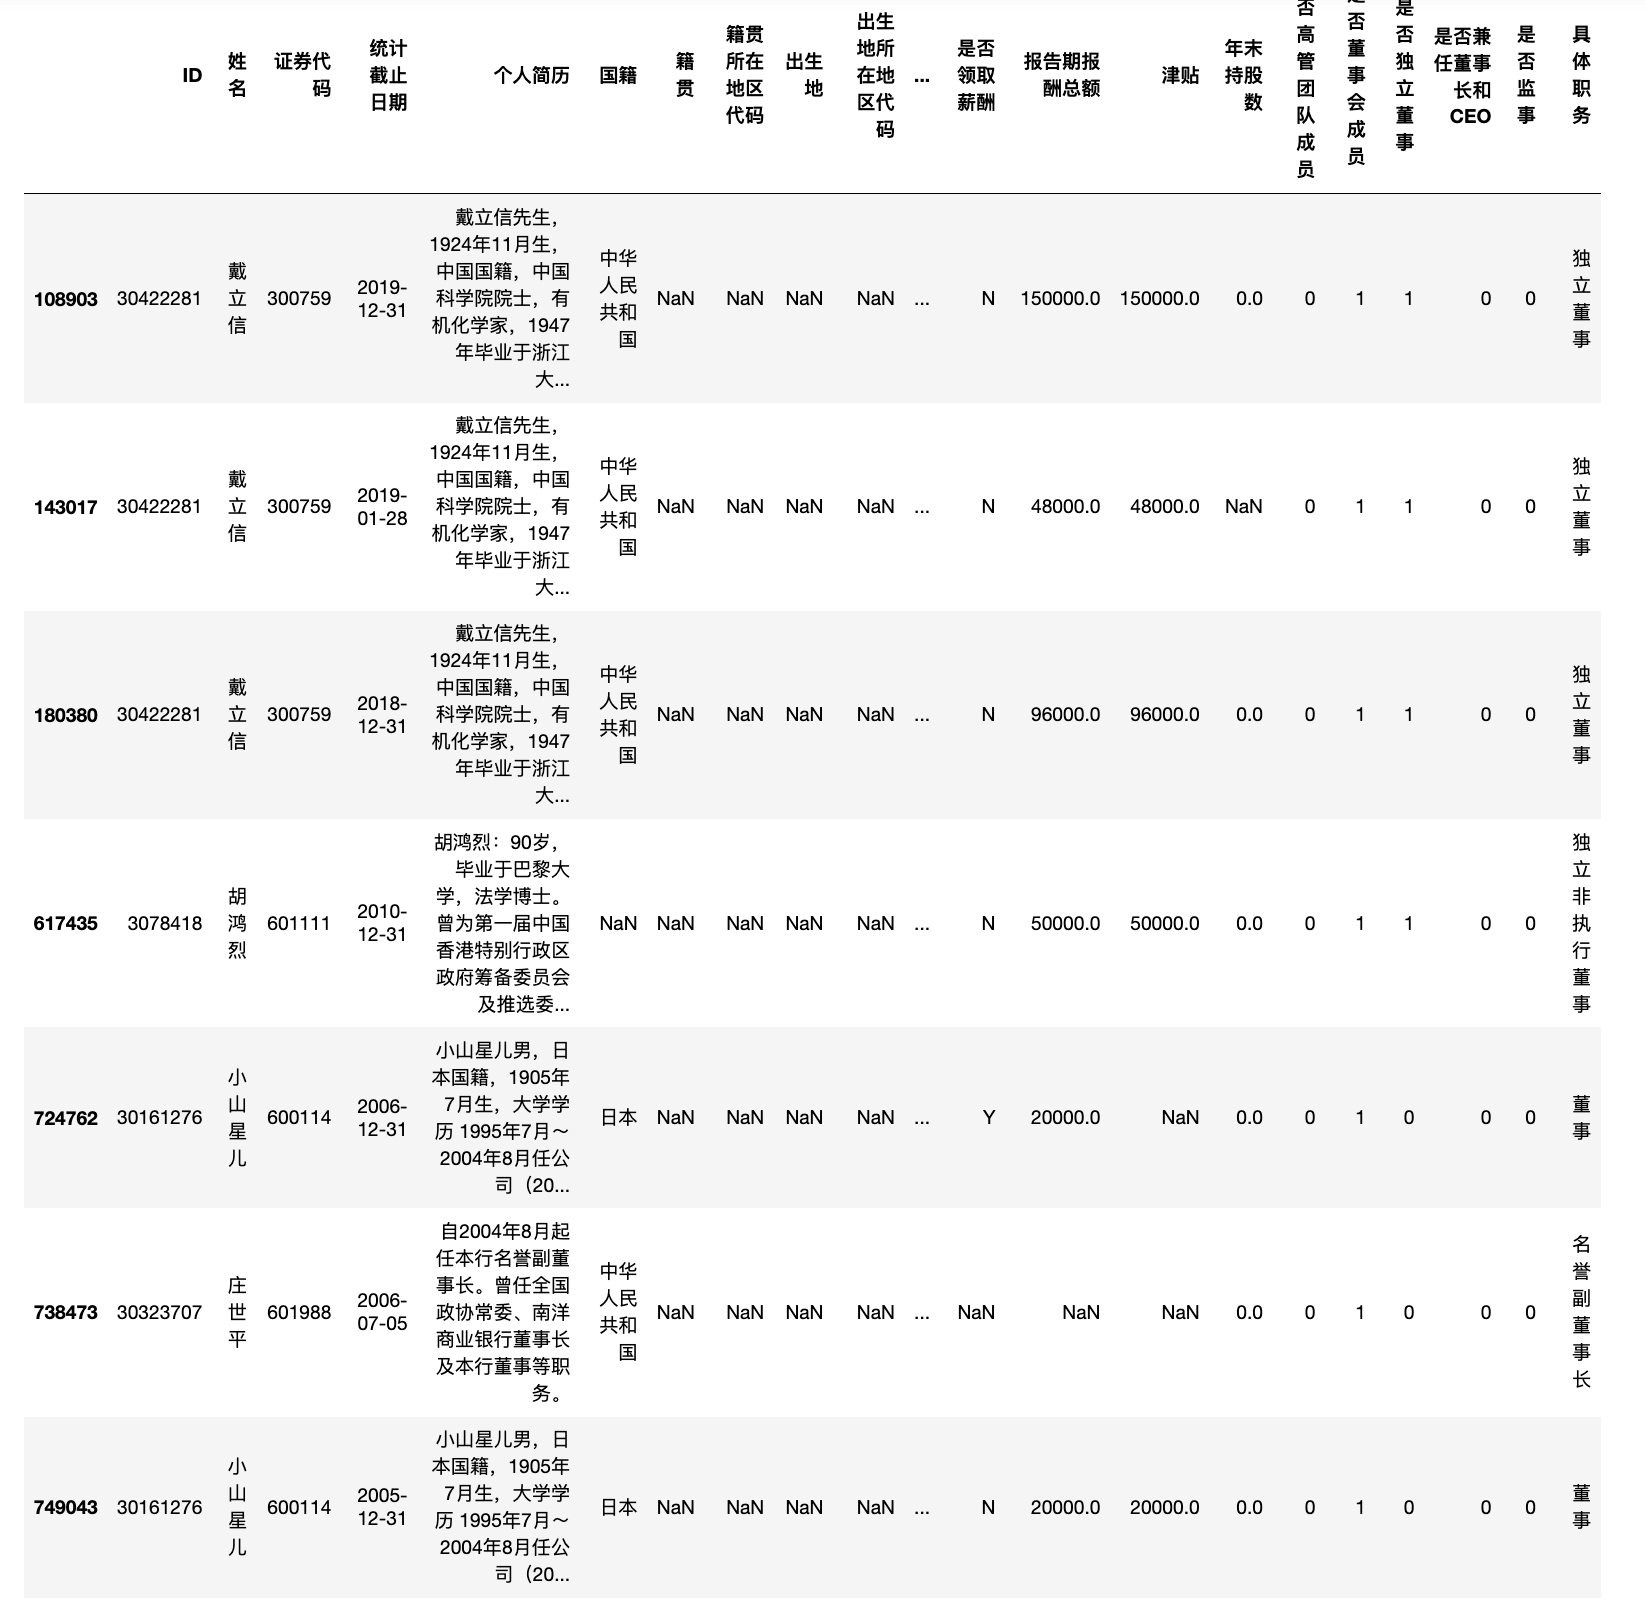 ID
姓
名
证券代
码
统计
截止
日期
个人简历
国籍
籍
贯
籍贯
所在
地区
代码
出生
地
出生
地所
在地
区代
码
...
是否
领取
薪酬
报告期报
酬总额
津贴
年末
持股
数
否
高
管
团
队
成
员
否
董
事
会
成
员
是
否
独
立
董
事
是否兼
任董事
长和
CEO
是
否
监
事
具
体
职
务
108903
30422281
戴
立
信
300759
2019-
12-31
戴立信先生，
1924年11月生，
中国国籍，中国
科学院院士，有
机化学家，1947
年毕业于浙江
大...
中华
人民
共和
国
NaN
NaN
NaN
NaN
...
N
150000.0
150000.0
0.0
0
1
1
0
0
独
立
董
事
143017
30422281
戴
立
信
300759
2019-
01-28
戴立信先生，
1924年11月生，
中国国籍，中国
科学院院士，有
机化学家，1947
年毕业于浙江
大...
中华
人民
共和
国
NaN
NaN
NaN
NaN
...
N
48000.0
48000.0
NaN
0
1
1
0
0
独
立
董
事
180380
30422281
戴
立
信
300759
2018-
12-31
戴立信先生，
1924年11月生，
中国国籍，中国
科学院院士，有
机化学家，1947
年毕业于浙江
大...
中华
人民
共和
国
NaN
NaN
NaN
NaN
...
N
96000.0
96000.0
0.0
0
1
1
0
0
独
立
董
事
617435
3078418
胡
鸿
烈
601111
2010-
12-31
胡鸿烈：90岁，
毕业于巴黎大
学，法学博士。
曾为第一届中国
香港特别行政区
政府筹备委员会
及推选委...
NaN
NaN
NaN
NaN
NaN
...
N
50000.0
50000.0
0.0
0
1
1
0
0
独
立
非
执
行
董
事
724762
30161276
小
山
星
儿
600114
2006-
12-31
小山星儿男，日
本国籍，1905年
7月生，大学学
历 1995年7月～
2004年8月任公
司（20...
日本
NaN
NaN
NaN
NaN
...
Y
20000.0
NaN
0.0
0
1
0
0
0
董
事
738473
30323707
庄
世
平
601988
2006-
07-05
自2004年8月起
任本行名誉副董
事长。曾任全国
政协常委、南洋
商业银行董事长
及本行董事等职
务。
中华
人民
共和
国
NaN
NaN
NaN
NaN
...
NaN
NaN
NaN
0.0
0
1
0
0
0
名
誉
副
董
事
长
749043
30161276
小
山
星
儿
600114
2005-
12-31
小山星儿男，日
本国籍，1905年
7月生，大学学
历 1995年7月～
2004年8月任公
司（20...
日本
NaN
NaN
NaN
NaN
...
N
20000.0
20000.0
0.0
0
1
0
0
0
董
事